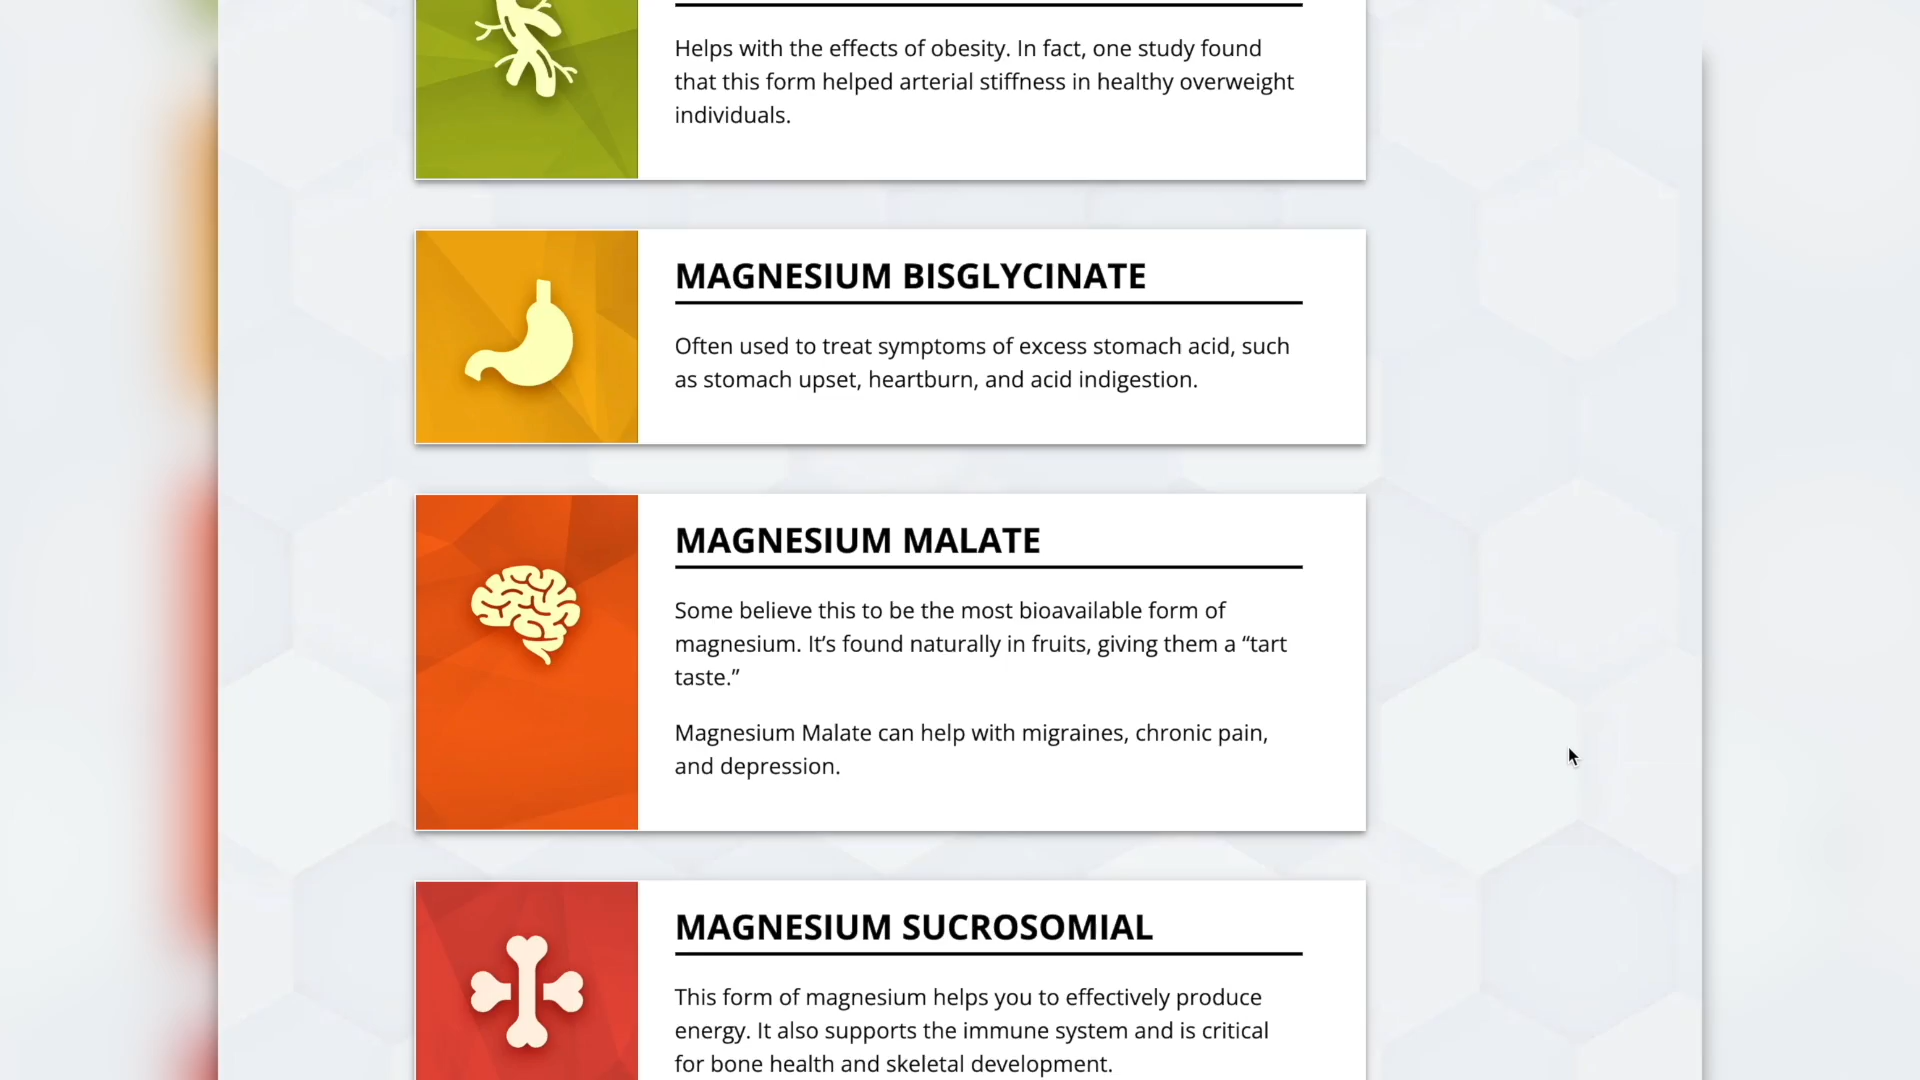 Helps with the effects of obesity. In fact, one study found
that this form helped arterial stiffness in healthy overweight
individuals.
MAGNESIUM BISGLYCINATE
Often used to treat symptoms of excess stomach acid, such
as stomach upset, heartburn, and acid indigestion.
MAGNESIUM MALATE
Some believe this to be the most bioavailable form of
magnesium. It’s found naturally in fruits, giving them a “tart
taste.”
Magnesium Malate can help with migraines, chronic pain,
and depression.
MAGNESIUM SUCROSOMIAL
This form of magnesium helps you to effectively produce
energy. It also supports the immune system and is critical
for bone health and skeletal development.